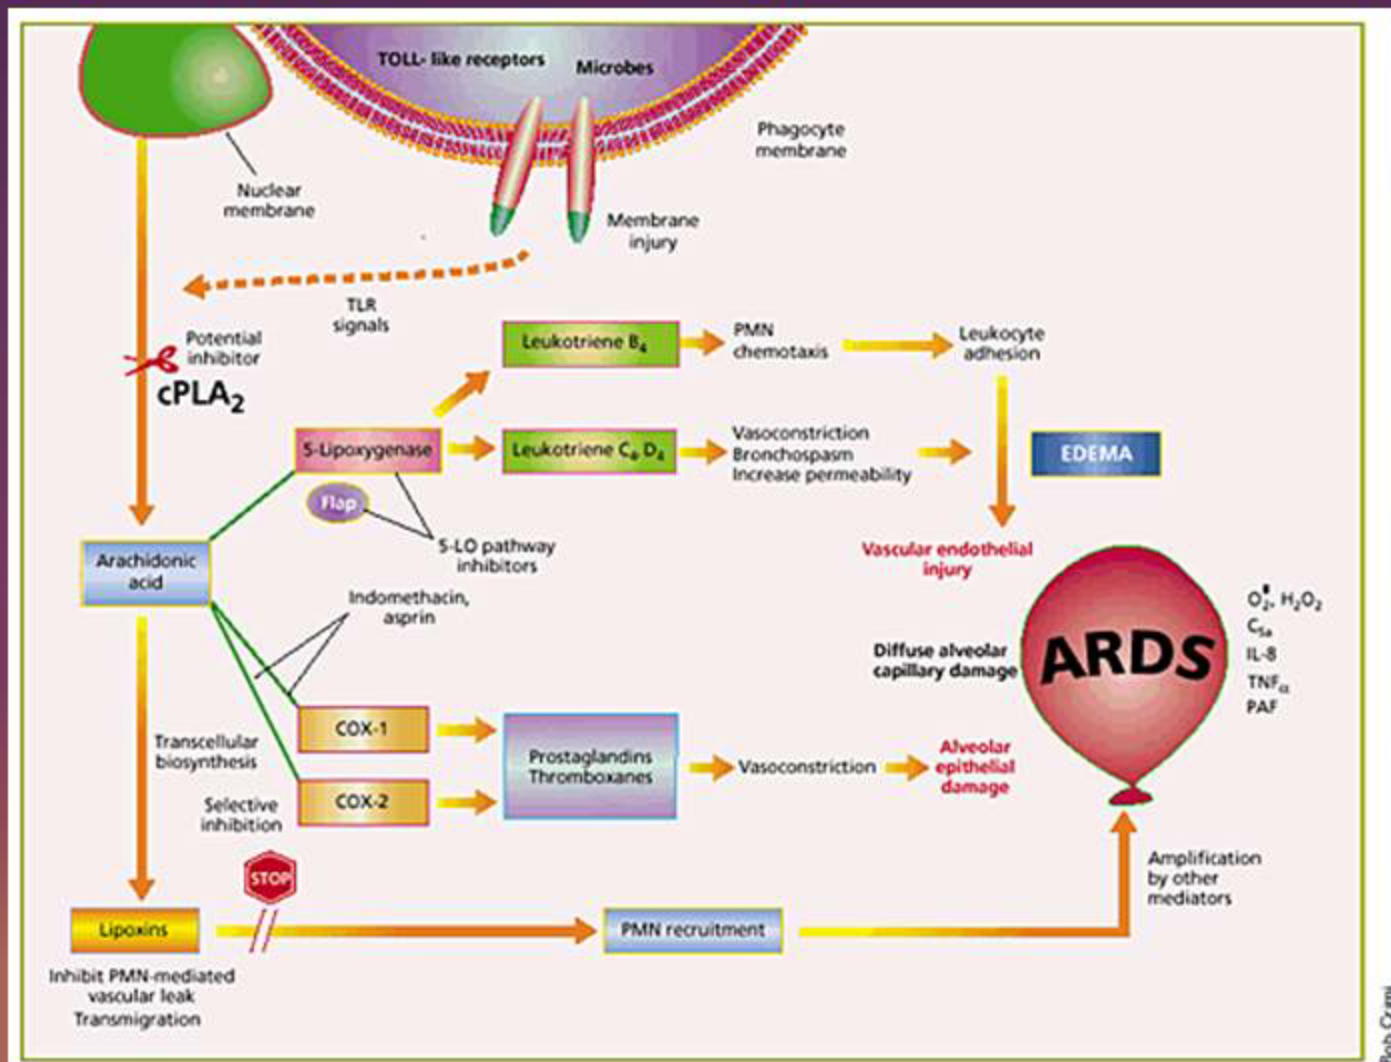 TOLL- like receptors
Microbes
Phagocyte
membrane
Nuclear
membrane
Membrane
injury
TLR
signals
Potential
inhibitor
cPLA2
Leukotriene B4
PMN
chemotaxis
Leukocyte
adhesion
5-Lipoxygenase
Leukotriene C4, D4
Vasoconstriction
Bronchospasm
Increase permeability
EDEMA
Flap
5-LO pathway
inhibitors
Vascular endothelial
injury
Arachidonic
acid
Indomethacin,
asprin
Diffuse alveolar
capillary damage
ARDS
O2, H2O2
C5a
IL-8
TNFα
PAF
COX-1
Transcellular
biosynthesis
Prostaglandins
Thromboxanes
Vasoconstriction
Alveolar
epithelial
damage
COX-2
Selective
inhibition
STOP
Amplification
by other
mediators
Lipoxins
PMN recruitment
Inhibit PMN-mediated
vascular leak
Transmigration